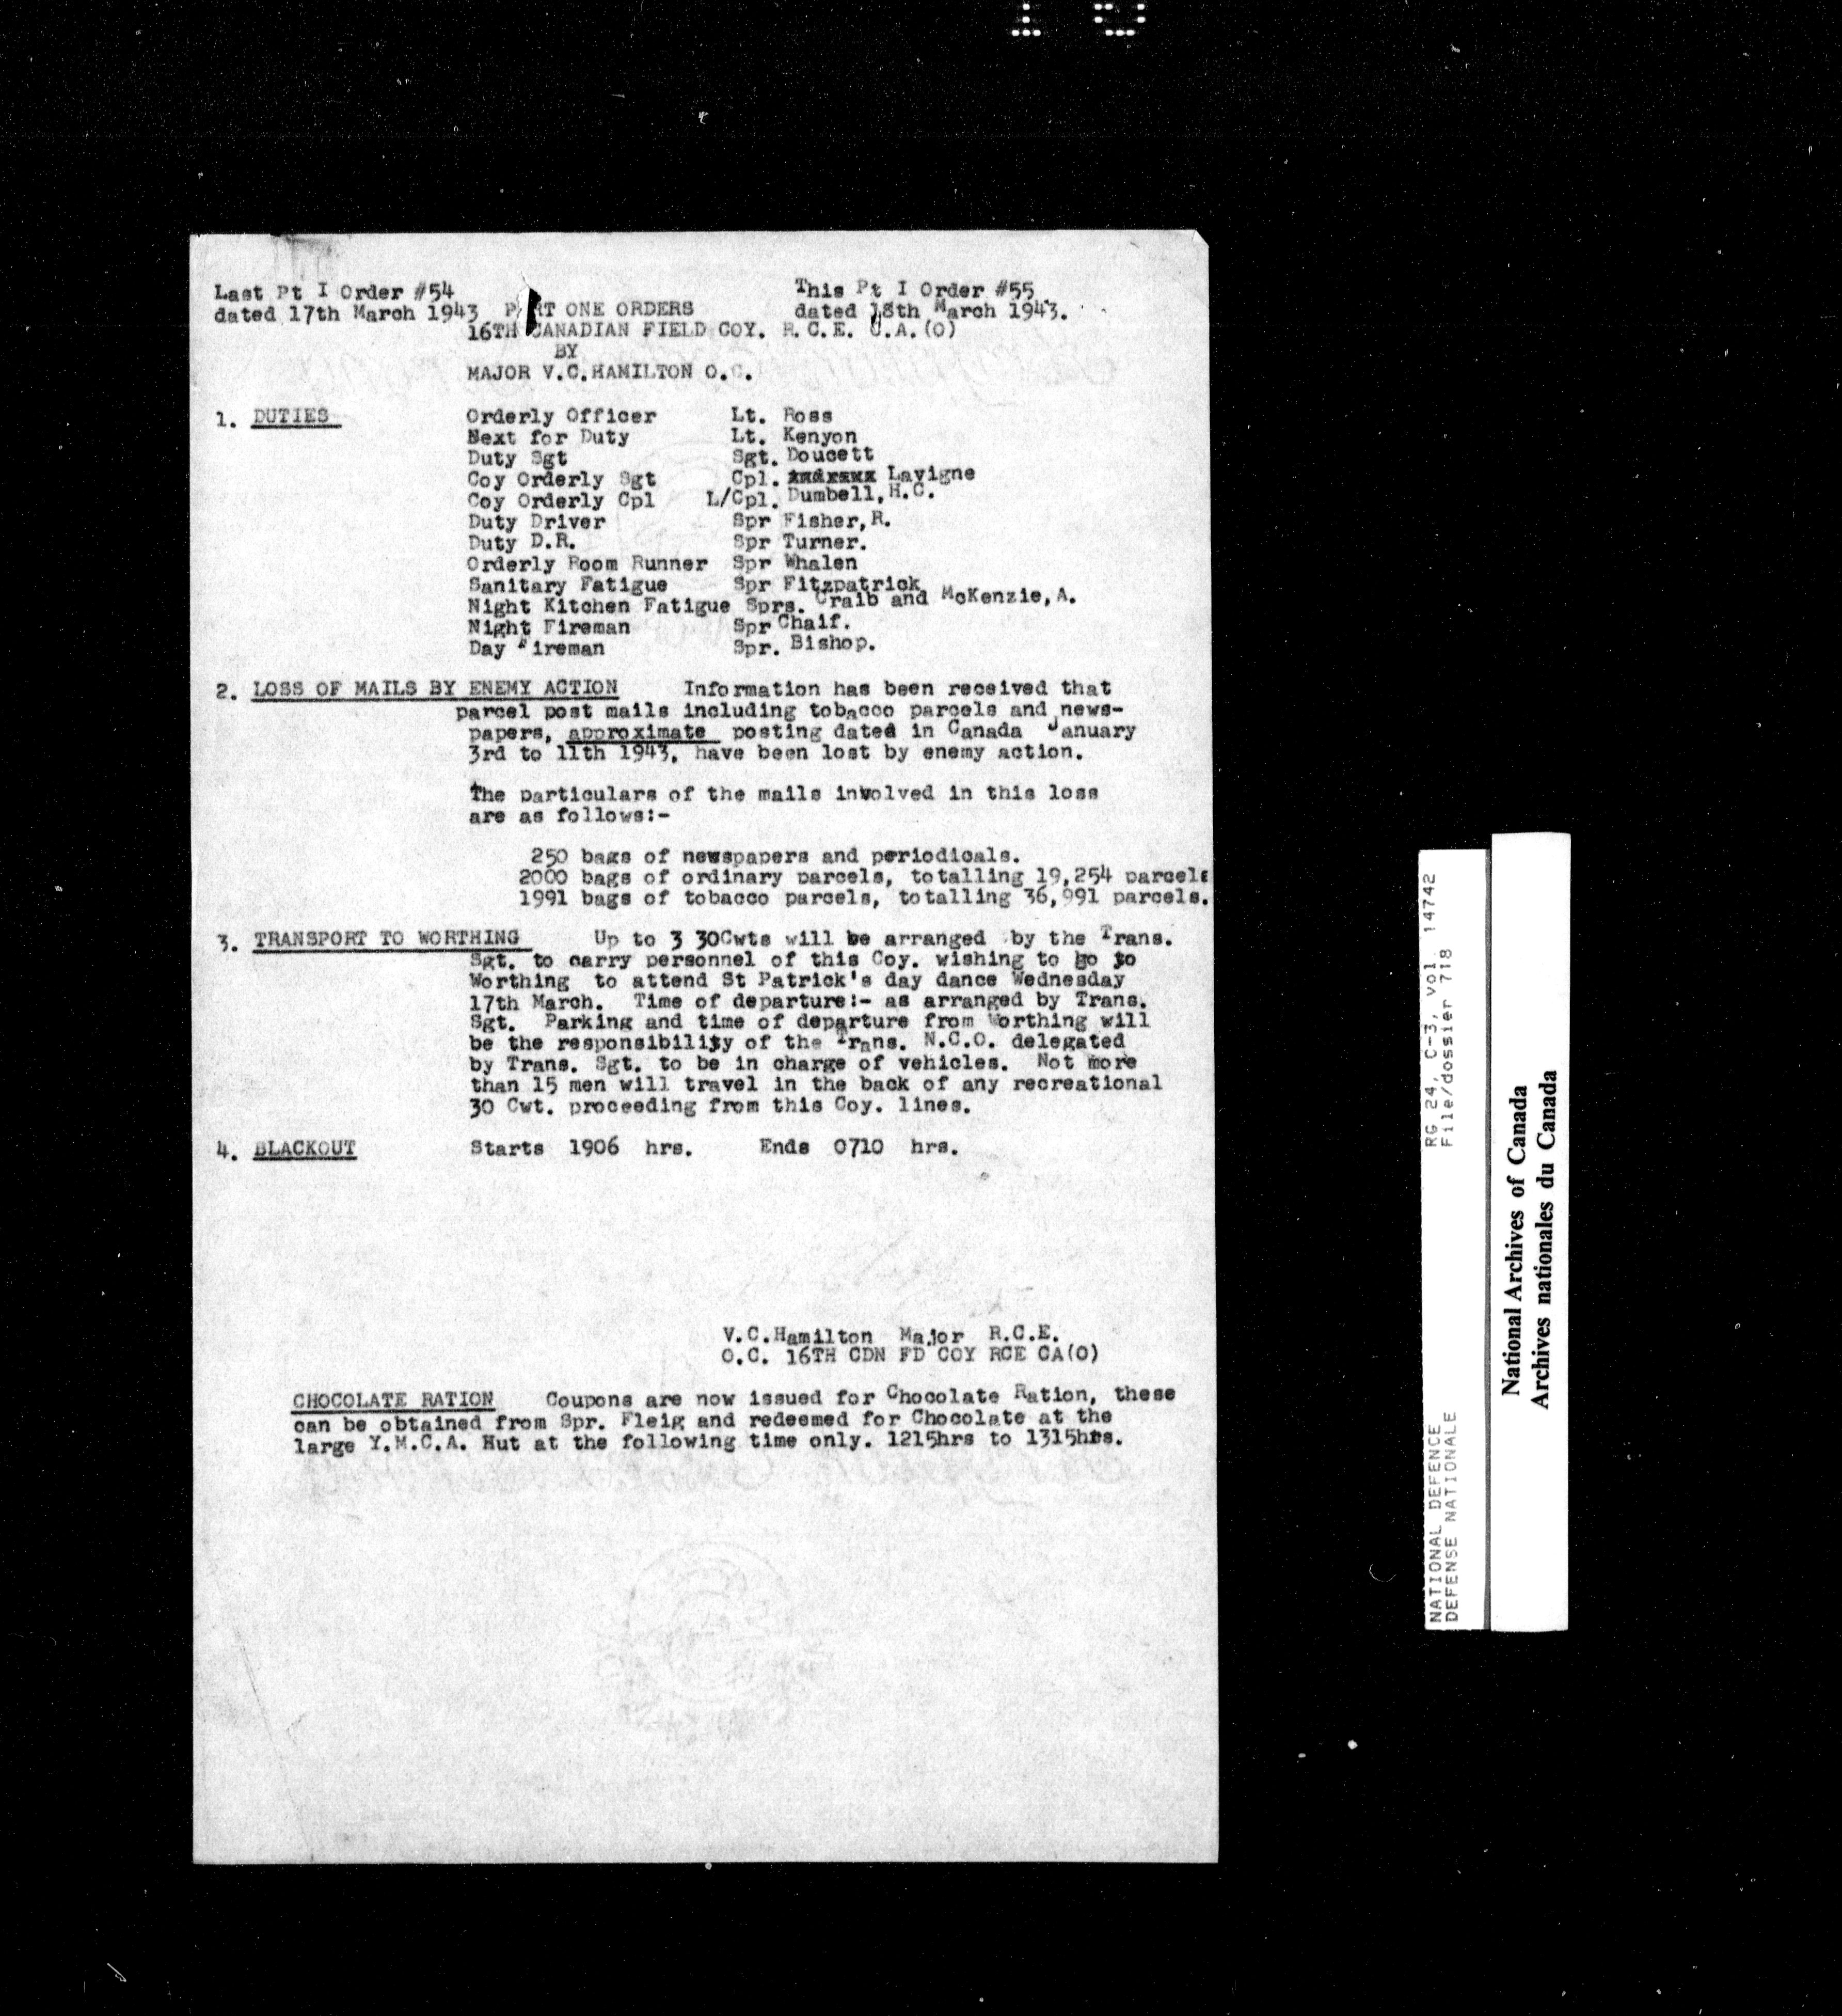 Last Pt I Order #54
dated 17th March 1943
This Pt I Order #55
dated 18th March 1943.
P RT ONE ORDERS
16TH CANADIAN FIELD COY. R.C.E. C.A.(O)
BY
MAJOR V.C.HAMILTON O.C.
1. DUTIES
Orderly Officer Lt. Ross
Next for Duty Lt. Kenyon
Duty Sgt Sgt. Doucett
Coy Orderly Sgt Cpl. Lavigne
Coy Orderly Cpl L/Cpl. Dumbell,H.C.
Duty Driver Spr Fisher,R.
Duty D.R. Spr Turner.
Orderly Room Runner Spr Whalen
Sanitary Fatigue Spr Fitzpatrick
Night Kitchen Fatigue Sprs. Craib and McKenzie,A.
Night Fireman Spr Chaif.
Day Fireman Spr. Bishop.
2. LOSS OF MAILS BY ENEMY ACTION Information has been received that
parcel post mails including tobacco parcels and news-
papers, approximate posting dated in Canada January
3rd to 11th 1943, have been lost by enemy action.
The particulars of the mails involved in this loss
are as follows:-
250 bags of newspapers and periodicals.
2000 bags of ordinary parcels, totalling 19,254 parcels
1991 bags of tobacco parcels, totalling 36,991 parcels.
3. TRANSPORT TO WORTHING Up to 3 30Cwts will be arranged by the Trans.
Sgt. to carry personnel of this Coy. wishing to go to
Worthing to attend St Patrick's day dance Wednesday
17th March. Time of departure:- as arranged by Trans.
Sgt. Parking and time of departure from Worthing will
be the responsibility of the Trans. N.C.O. delegated
by Trans. Sgt. to be in charge of vehicles. Not more
than 15 men will travel in the back of any recreational
30 Cwt. proceeding from this Coy. lines.
4. BLACKOUT Starts 1906 hrs. Ends 0710 hrs.
V.C.Hamilton Major R.C.E.
O.C. 16TH CDN FD COY RCE CA(O)
CHOCOLATE RATION Coupons are now issued for Chocolate Ration, these
can be obtained from Spr. Fleig and redeemed for Chocolate at the
large Y.M.C.A. Hut at the following time only. 1215hrs to 1315hrs.
NATIONAL DEFENCE RG 24, C-3, vol 14742
DEFENSE NATIONALE File/dossier 718
National Archives of Canada
Archives nationales du Canada